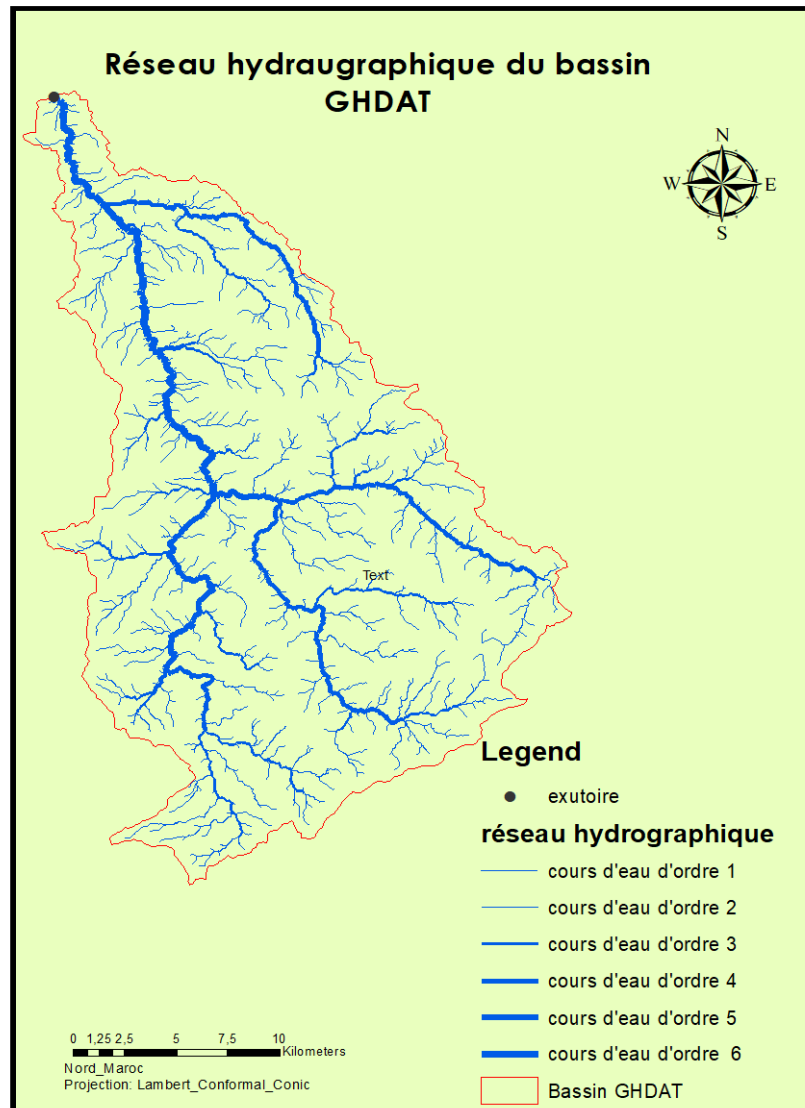 Réseau hydraugraphique du bassin
GHDAT
N
W E
S
Text
Legend
exutoire
réseau hydrographique
cours d'eau d'ordre 1
cours d'eau d'ordre 2
cours d'eau d'ordre 3
cours d'eau d'ordre 4
cours d'eau d'ordre 5
cours d'eau d'ordre 6
Bassin GHDAT
0 1,25 2,5 5 7,5 10
Kilometers
Nord_Maroc
Projection: Lambert_Conformal_Conic